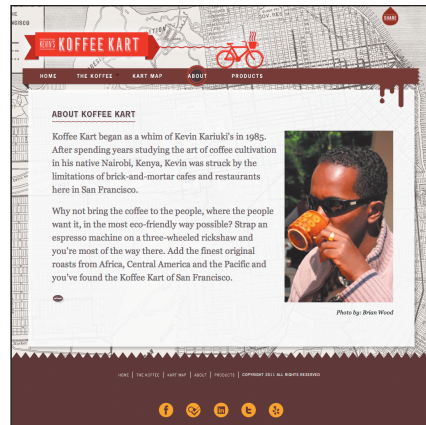 SHARE
KEVIN'S KOFFEE KART
HOME THE KOFFEE KART MAP ABOUT PRODUCTS
ABOUT KOFFEE KART
Koffee Kart began as a whim of Kevin Kariuki's in 1985.
After spending years studying the art of coffee cultivation
in his native Nairobi, Kenya, Kevin was struck by the
limitations of brick-and-mortar cafes and restaurants
here in San Francisco.
Why not bring the coffee to the people, where the people
want it, in the most eco-friendly way possible? Strap an
espresso machine on a three-wheeled rickshaw and
you're most of the way there. Add the finest original
roasts from Africa, Central America and the Pacific and
you've found the Koffee Kart of San Francisco.
Photo by: Brian Wood
HOME | THE KOFFEE | KART MAP | ABOUT | PRODUCTS | COPYRIGHT 2011 ALL RIGHTS RESERVED